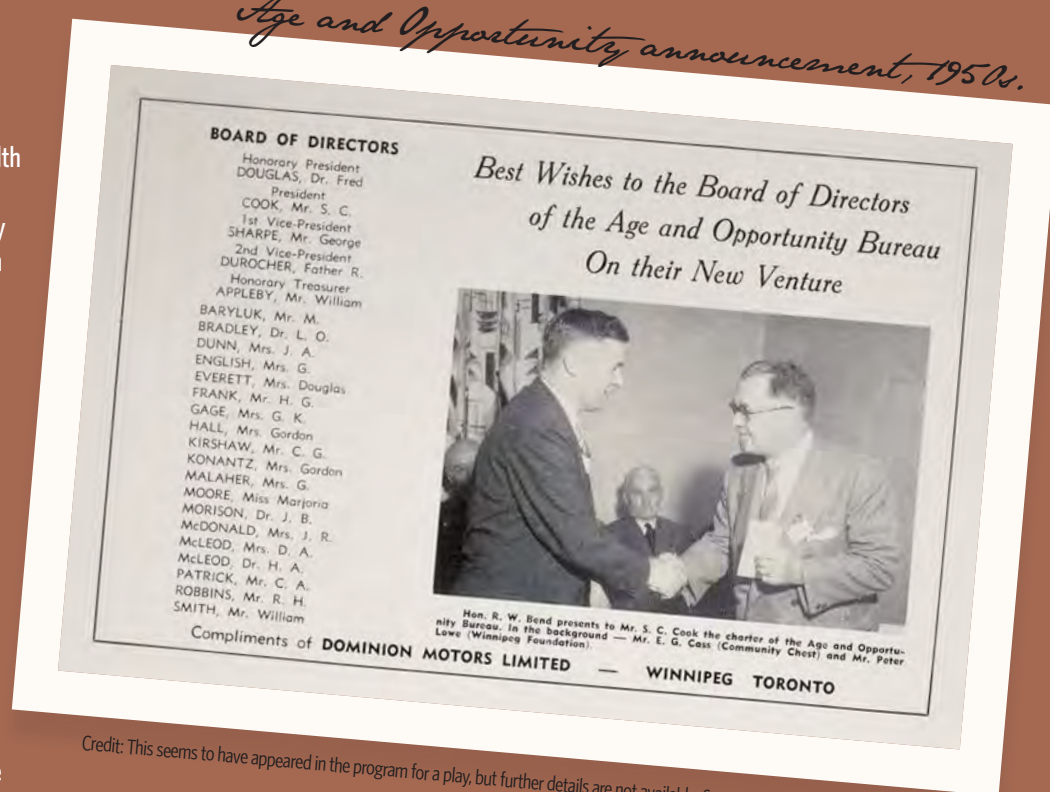 Age and Opportunity announcement, 1950s.
lth
y
BOARD OF DIRECTORS
Honorary President
DOUGLAS, Dr. Fred
President
COOK, Mr. S. C.
1st Vice-President
SHARPE, Mr. George
2nd Vice-President
DUROCHER, Father R.
Honorary Treasurer
APPLEBY, Mr. William
BARYLUK, Mr. M.
BRADLEY, Dr. L. O.
DUNN, Mrs. J. A.
ENGLISH, Mrs. G.
EVERETT, Mrs. Douglas
FRANK, Mr. H. G.
GAGE, Mrs. G. K.
HALL, Mrs. Gordon
KIRSHAW, Mr. C. G.
KONANTZ, Mrs. Gordon
MALAHER, Mrs. G.
MOORE, Miss Marjorie
MORISON, Dr. J. B.
McDONALD, Mrs. J. R.
McLEOD, Mrs. D. A.
McLEOD, Dr. H. A.
PATRICK, Mr. C. A.
ROBBINS, Mr. R. H.
SMITH, Mr. William
Best Wishes to the Board of Directors
of the Age and Opportunity Bureau
On their New Venture
Hon. R. W. Bend presents to Mr. S. C. Cook the charter of the Age and Opportu-
nity Bureau. In the background — Mr. E. G. Cass (Community Chest) and Mr. Peter
Lowe (Winnipeg Foundation).
Compliments of DOMINION MOTORS LIMITED — WINNIPEG TORONTO
Credit: This seems to have appeared in the program for a play, but further details are not